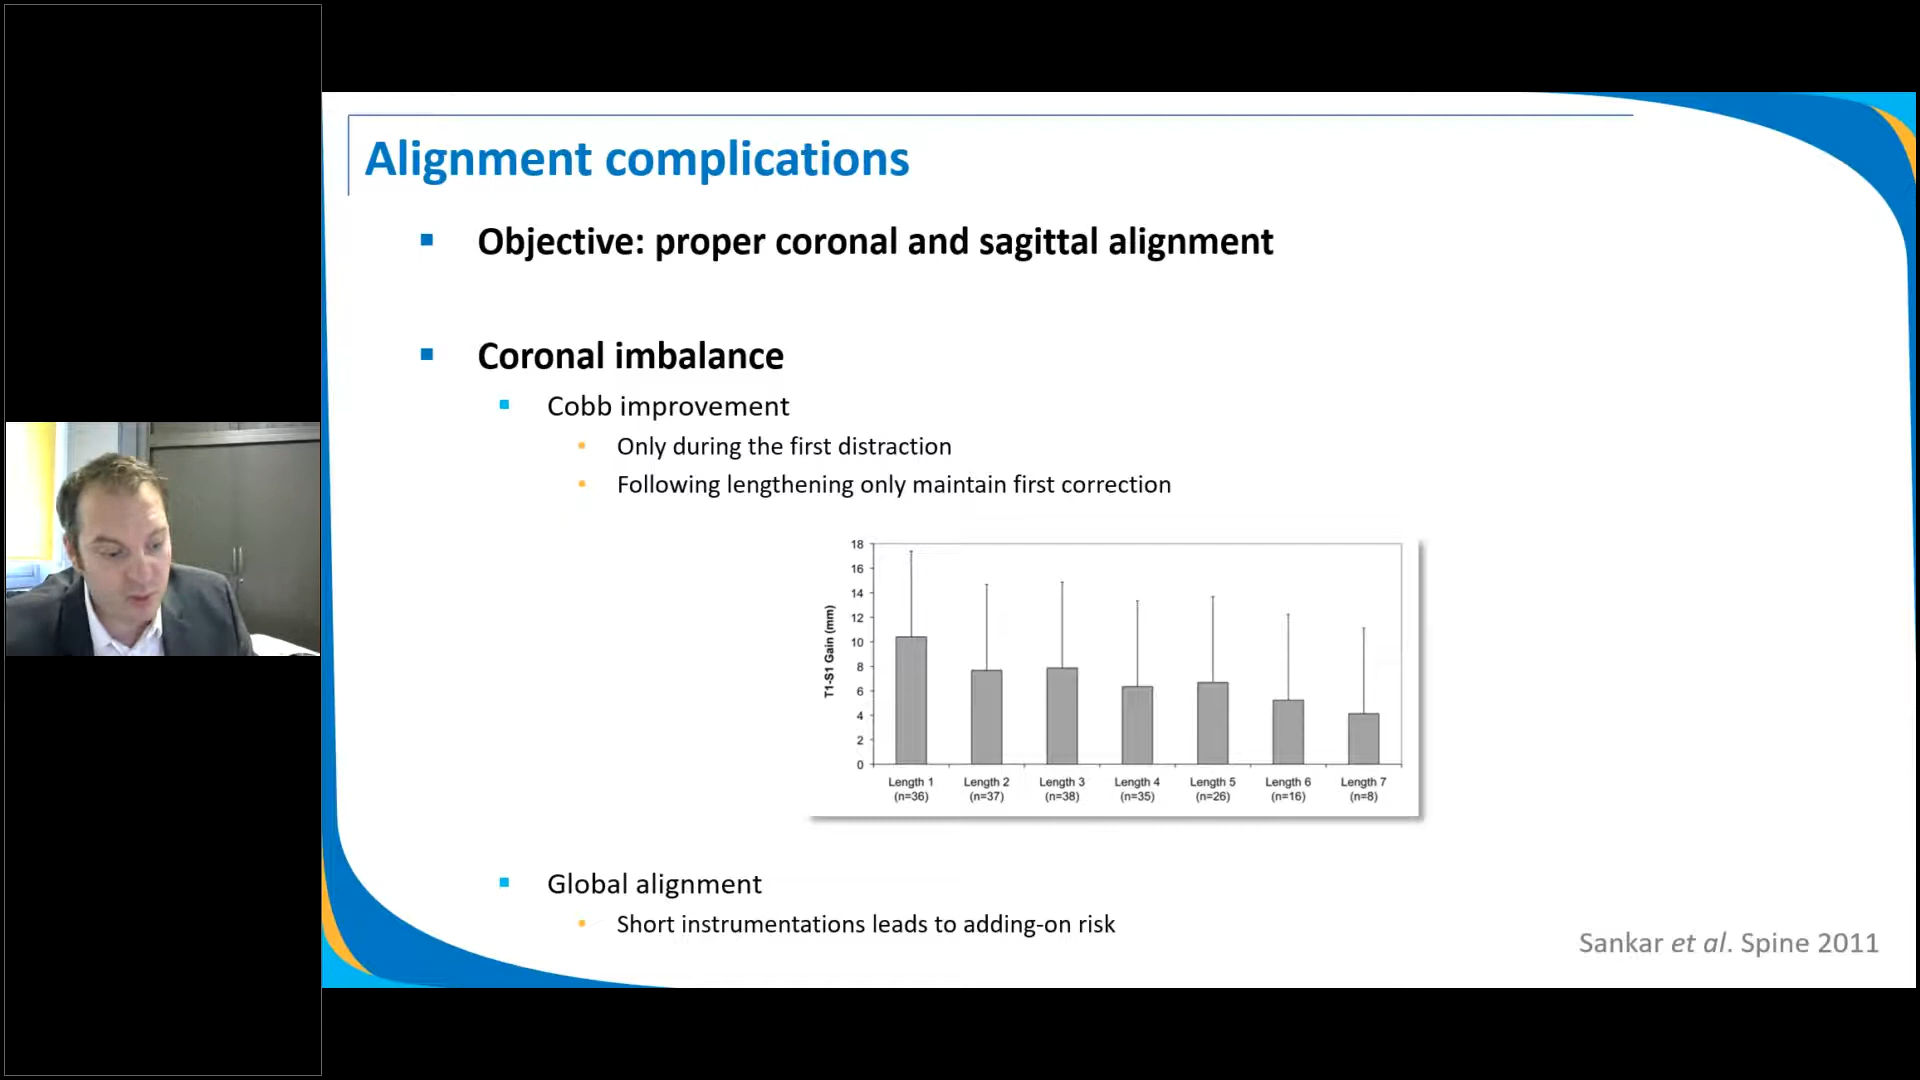 Alignment complications
Objective: proper coronal and sagittal alignment
Coronal imbalance
Cobb improvement
Only during the first distraction
Following lengthening only maintain first correction
T1-S1 Gain (mm)
18
16
14
12
10
8
6
4
2
0
Length 1 Length 2 Length 3 Length 4 Length 5 Length 6 Length 7
(n=36) (n=37) (n=38) (n=35) (n=26) (n=16) (n=8)
Global alignment
Short instrumentations leads to adding-on risk
Sankar et al. Spine 2011